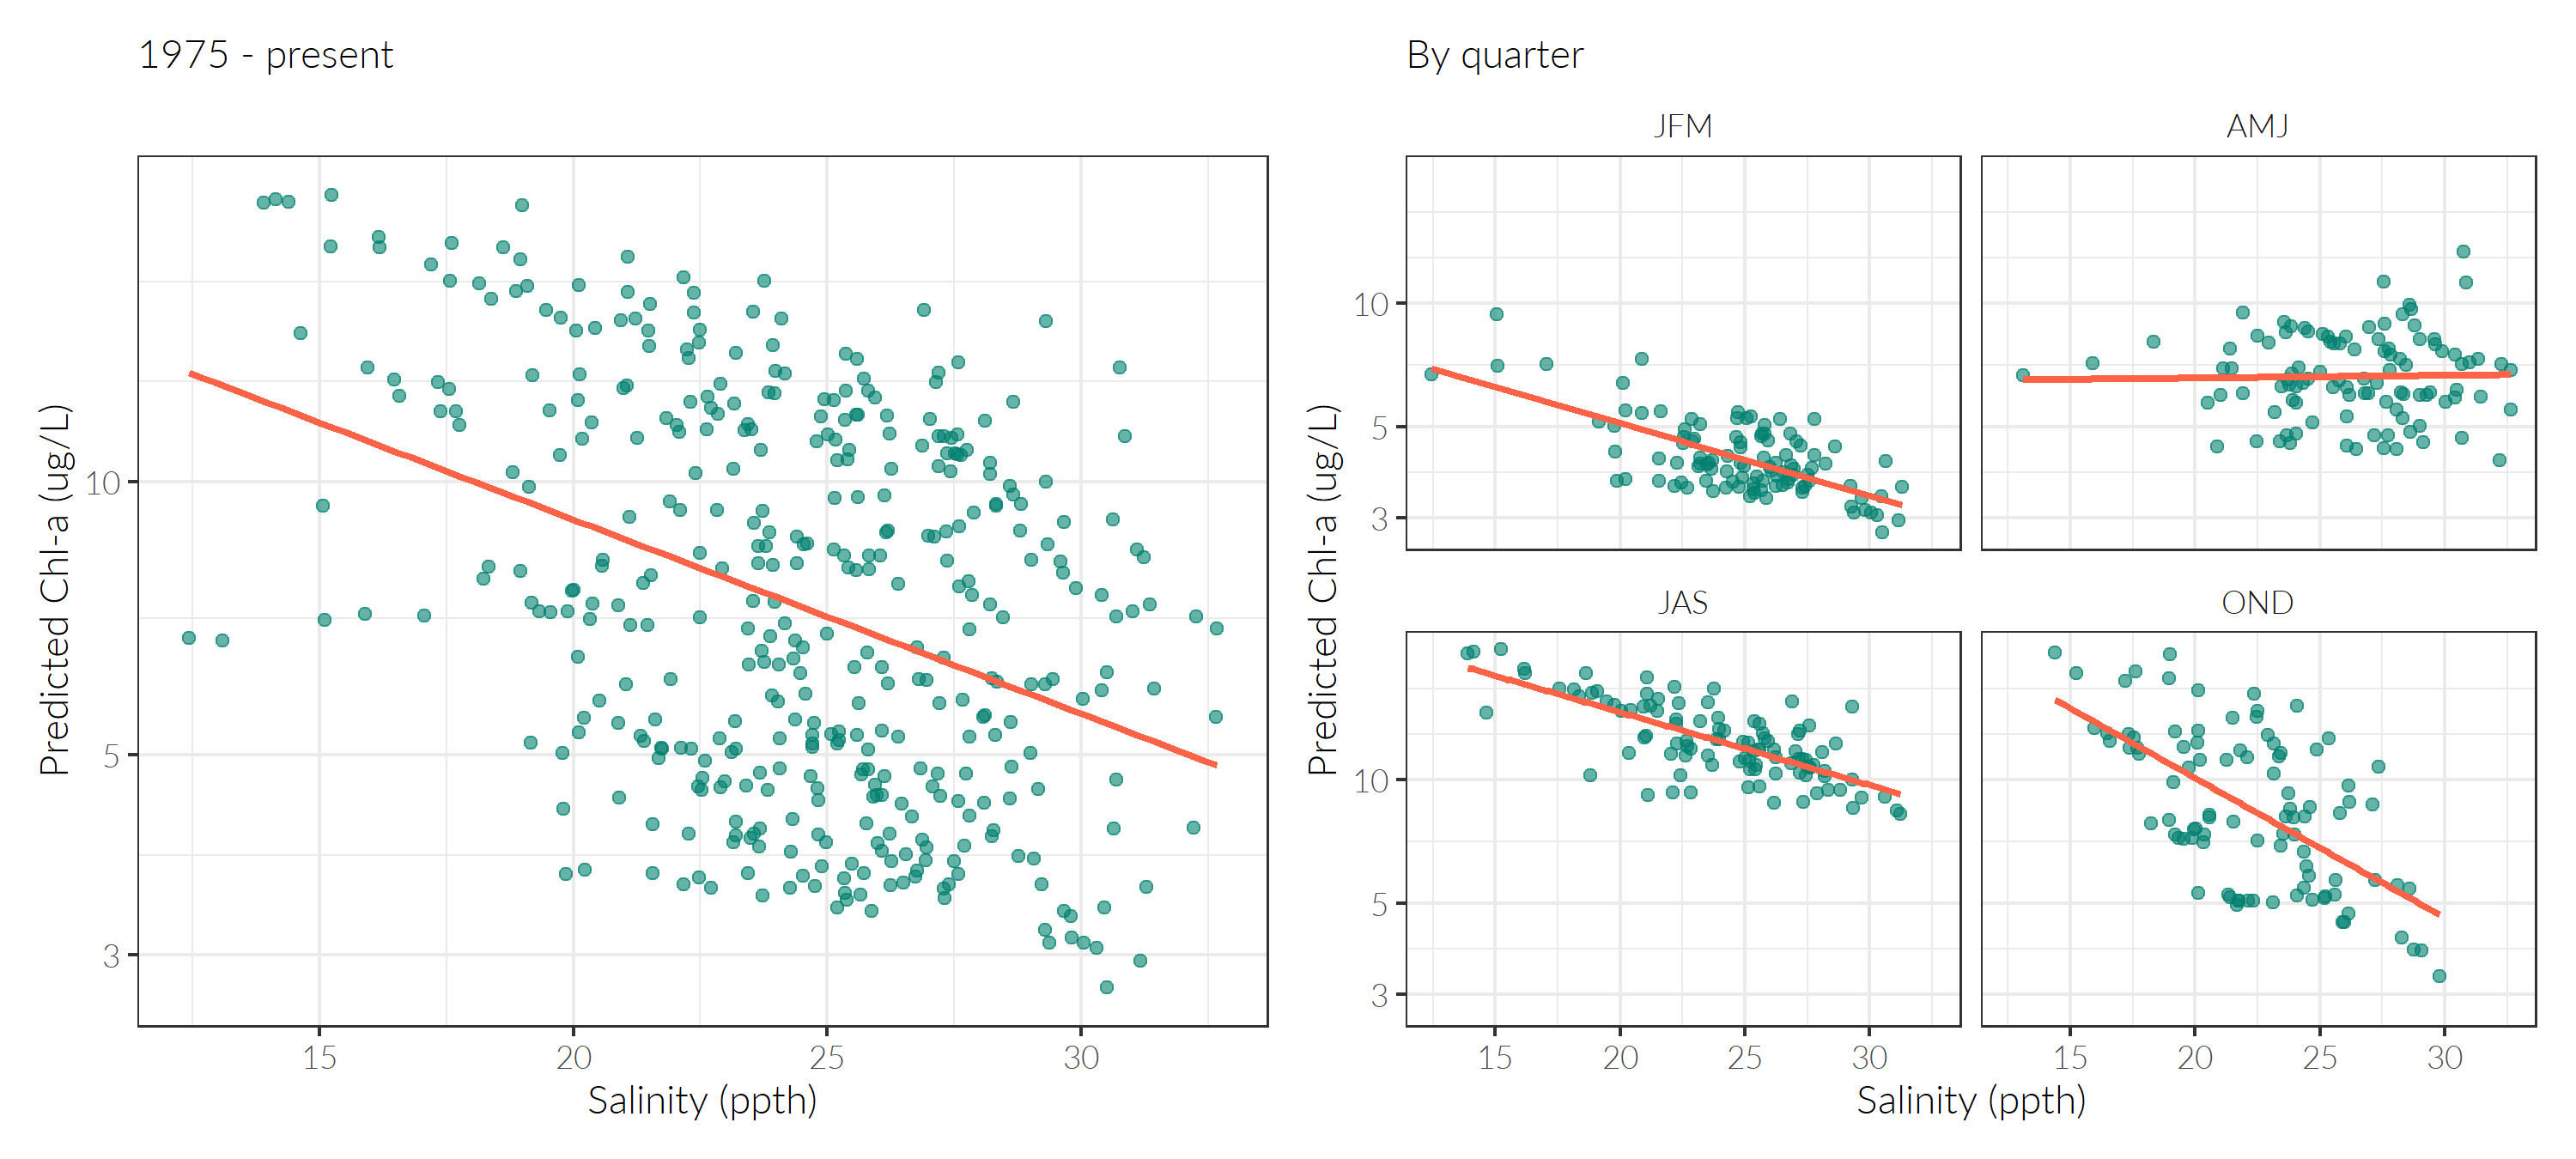 1975 - present
Predicted Chl-a (ug/L)
10
5
3
15 20 25 30
Salinity (ppth)
By quarter
JFM AMJ
Predicted Chl-a (ug/L)
10
5
3
JAS OND
10
5
3
15 20 25 30 15 20 25 30
Salinity (ppth)